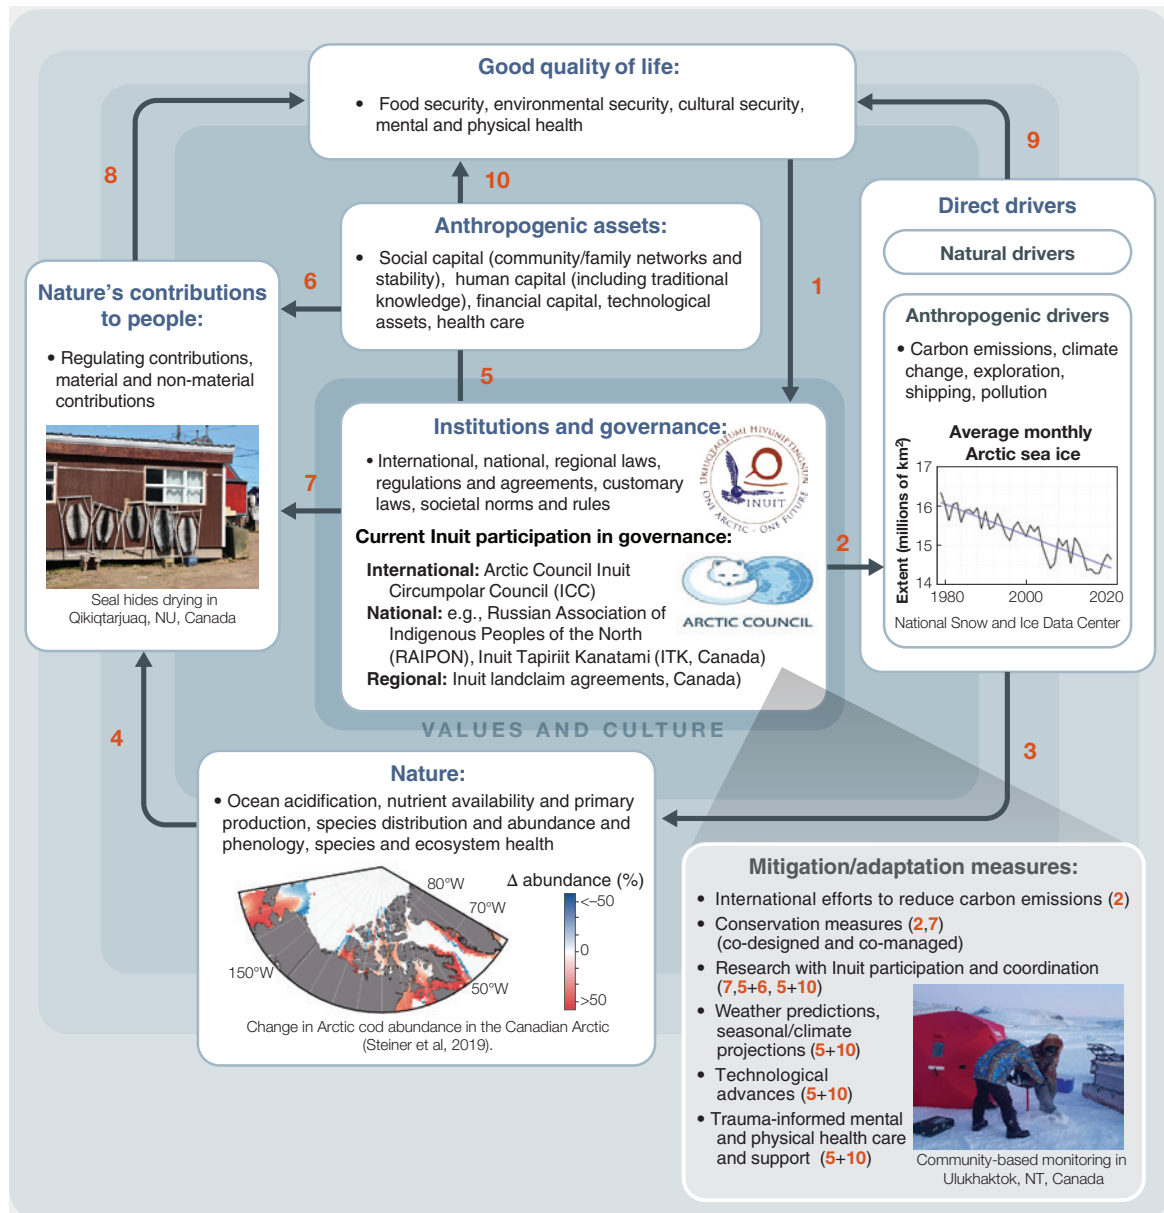 Good quality of life:
• Food security, environmental security, cultural security,
mental and physical health
8
9
10
1
Anthropogenic assets:
• Social capital (community/family networks and
stability), human capital (including traditional
knowledge), financial capital, technological
assets, health care
6
5
Direct drivers
Natural drivers
Anthropogenic drivers
• Carbon emissions, climate
change, exploration,
shipping, pollution
Average monthly
Arctic sea ice
Extent (millions of km²)
17
16
15
14
1980
2000
2020
National Snow and Ice Data Center
Nature's contributions
to people:
• Regulating contributions,
material and non-material
contributions
Seal hides drying in
Qikiqtarjuaq, NU, Canada
7
2
Institutions and governance:
• International, national, regional laws,
regulations and agreements, customary
laws, societal norms and rules
INUIT
ONE ARCTIC · ONE FUTURE
Current Inuit participation in governance:
International: Arctic Council Inuit
Circumpolar Council (ICC)
National: e.g., Russian Association of
Indigenous Peoples of the North
(RAIPON), Inuit Tapiriit Kanatami (ITK, Canada)
Regional: Inuit landclaim agreements, Canada)
ARCTIC COUNCIL
VALUES AND CULTURE
4
3
Nature:
• Ocean acidification, nutrient availability and primary
production, species distribution and abundance and
phenology, species and ecosystem health
Δ abundance (%)
<–50
0
>50
80°W
70°W
150°W
50°W
Change in Arctic cod abundance in the Canadian Arctic
(Steiner et al, 2019).
Mitigation/adaptation measures:
• International efforts to reduce carbon emissions (2)
• Conservation measures (2,7)
(co-designed and co-managed)
• Research with Inuit participation and coordination
(7,5+6, 5+10)
• Weather predictions,
seasonal/climate
projections (5+10)
• Technological
advances (5+10)
• Trauma-informed mental
and physical health care
and support (5+10)
Community-based monitoring in
Ulukhaktok, NT, Canada